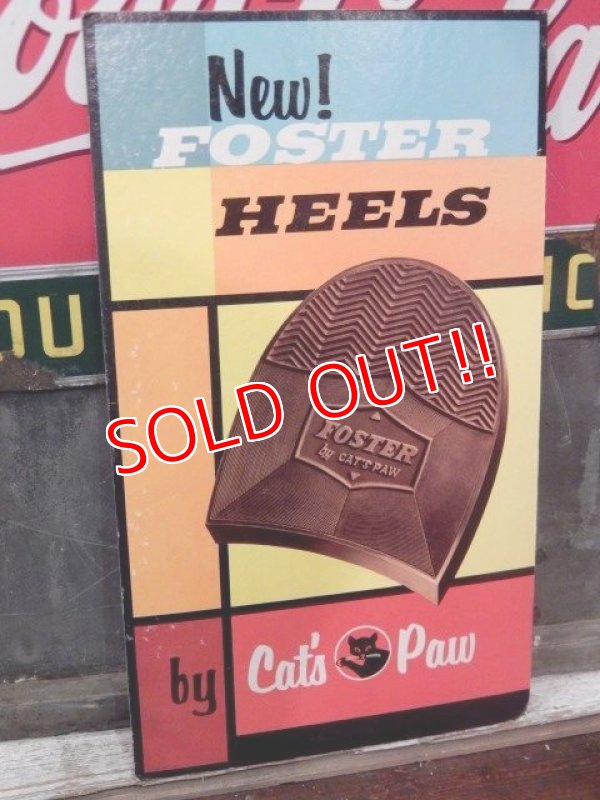 New!
FOSTER
HEELS
SOLD OUT!!
FOSTER
by CAT'S PAW
by Cat's Paw